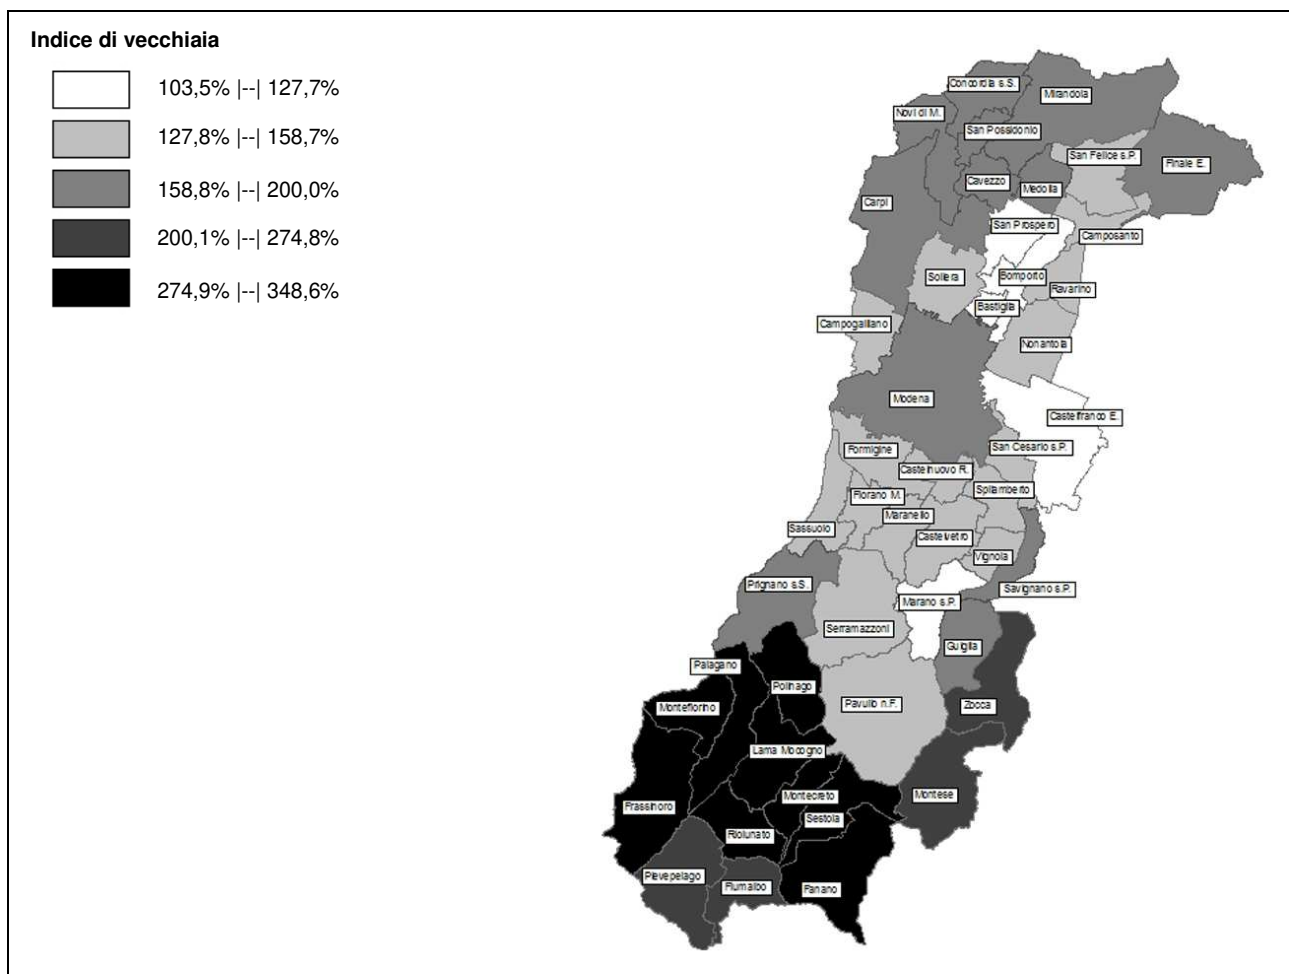 Indice di vecchiaia
103,5% |--| 127,7%
127,8% |--| 158,7%
158,8% |--| 200,0%
200,1% |--| 274,8%
274,9% |--| 348,6%
Concordia s.S.
Mirandola
Novi di M.
San Possidonio
San Felice s.P.
Finale E.
Cavezzo
Medolla
Carpi
San Prospero
Camposanto
Soliera
Bomporto
Ravarino
Bastiglia
Campogalliano
Nonantola
Modena
Castelfranco E.
Formigine
San Cesario s.P.
Castelnuovo R.
Spilamberto
Fiorano M.
Maranello
Sassuolo
Castelvetro
Vignola
Prignano s.S.
Savignano s.P.
Marano s.P.
Serramazzoni
Guiglia
Palagano
Polinago
Montefiorino
Pavullo n.F.
Zocca
Lama Mocogno
Montecreto
Montese
Frassinoro
Sestola
Riolunato
Pievepelago
Fiumalbo
Fanano